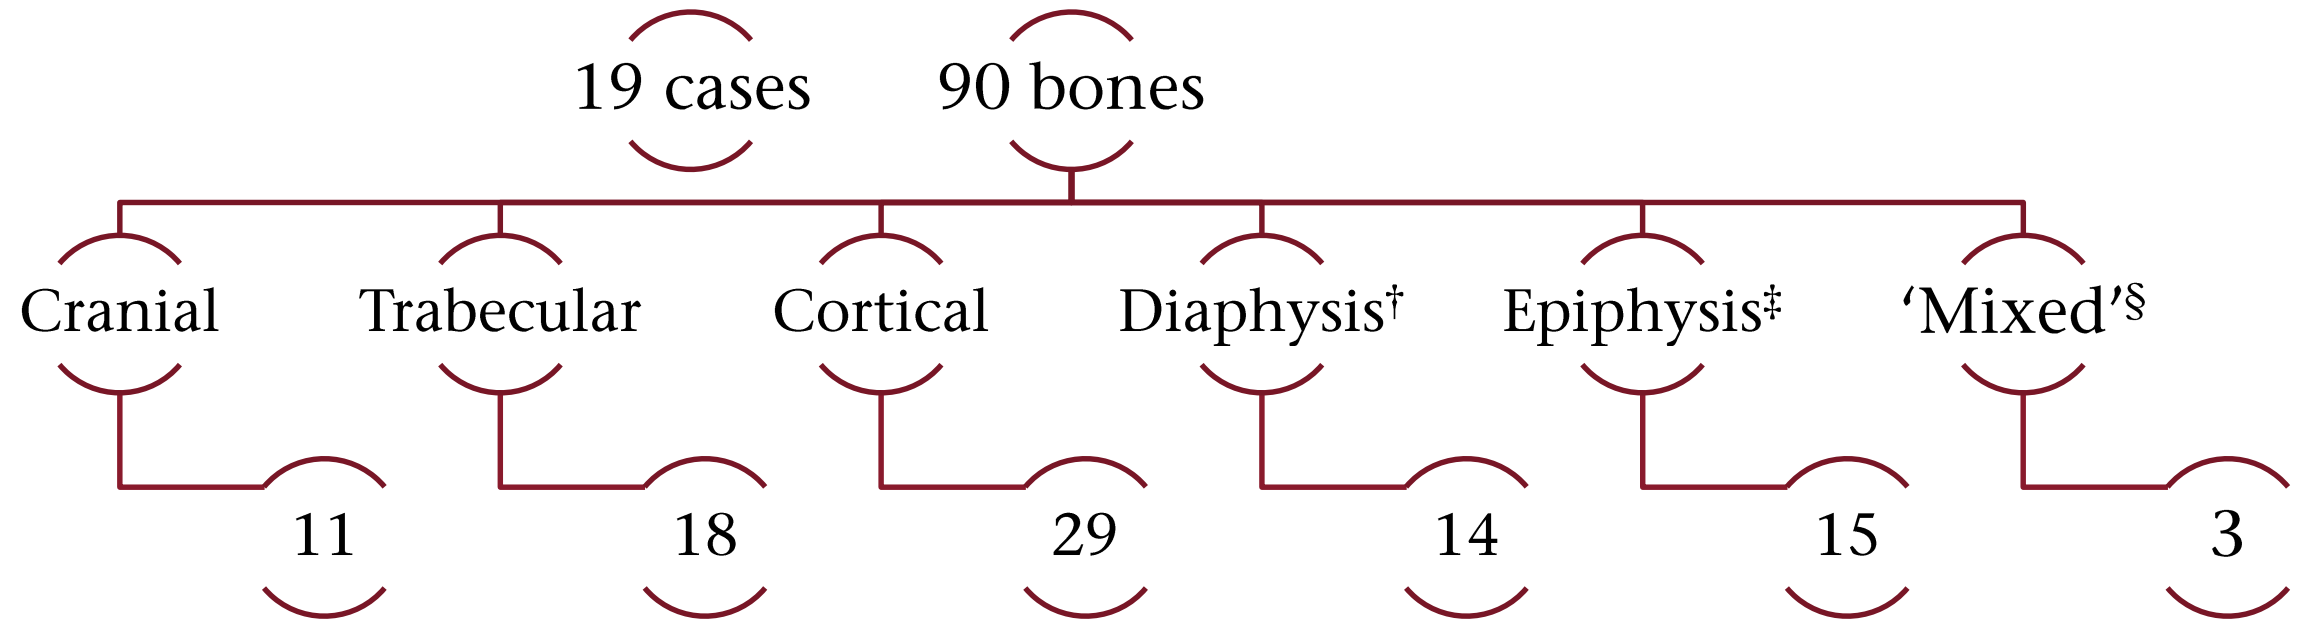 19 cases 90 bones
Cranial Trabecular Cortical Diaphysis† Epiphysis‡ ‘Mixed’§
11 18 29 14 15 3